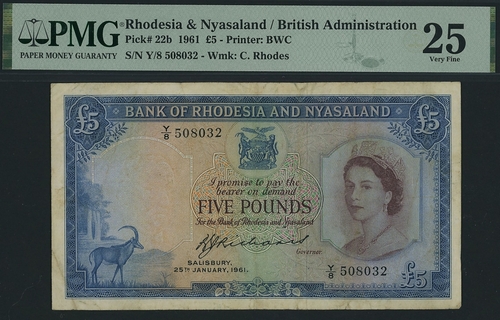 PMG
PAPER MONEY GUARANTY
Rhodesia & Nyasaland / British Administration
Pick# 22b 1961 £5 - Printer: BWC
S/N Y/8 508032 - Wmk: C. Rhodes
25
Very Fine
£5
BANK OF RHODESIA AND NYASALAND
£5
Y/8 508032
I promise to pay the
bearer on demand
FIVE POUNDS
For the Bank of Rhodesia and Nyasaland
Governor
SALISBURY,
25TH JANUARY, 1961.
Y/8 508032
£5